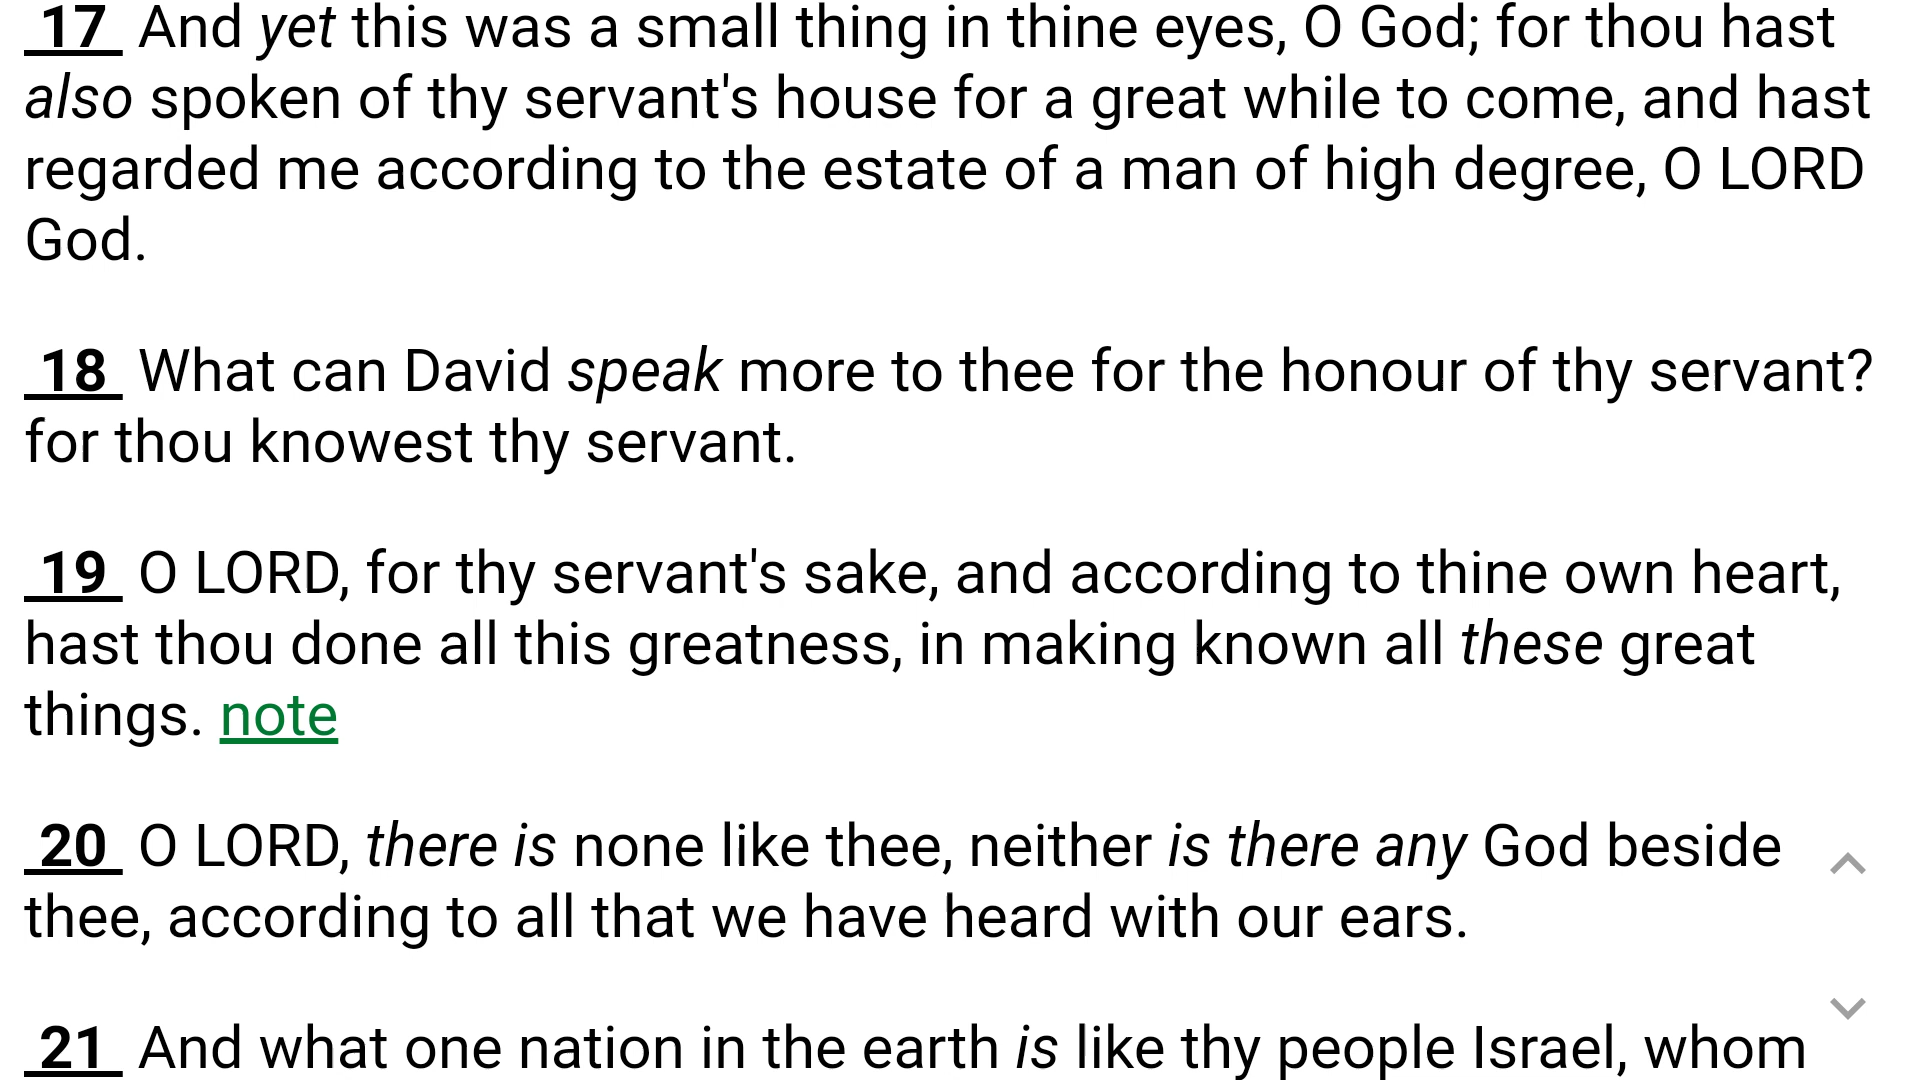 17 And yet this was a small thing in thine eyes, O God; for thou hast
also spoken of thy servant's house for a great while to come, and hast
regarded me according to the estate of a man of high degree, O LORD
God.
18 What can David speak more to thee for the honour of thy servant?
for thou knowest thy servant.
19 O LORD, for thy servant's sake, and according to thine own heart,
hast thou done all this greatness, in making known all these great
things. note
20 O LORD, there is none like thee, neither is there any God beside
thee, according to all that we have heard with our ears.
21 And what one nation in the earth is like thy people Israel, whom